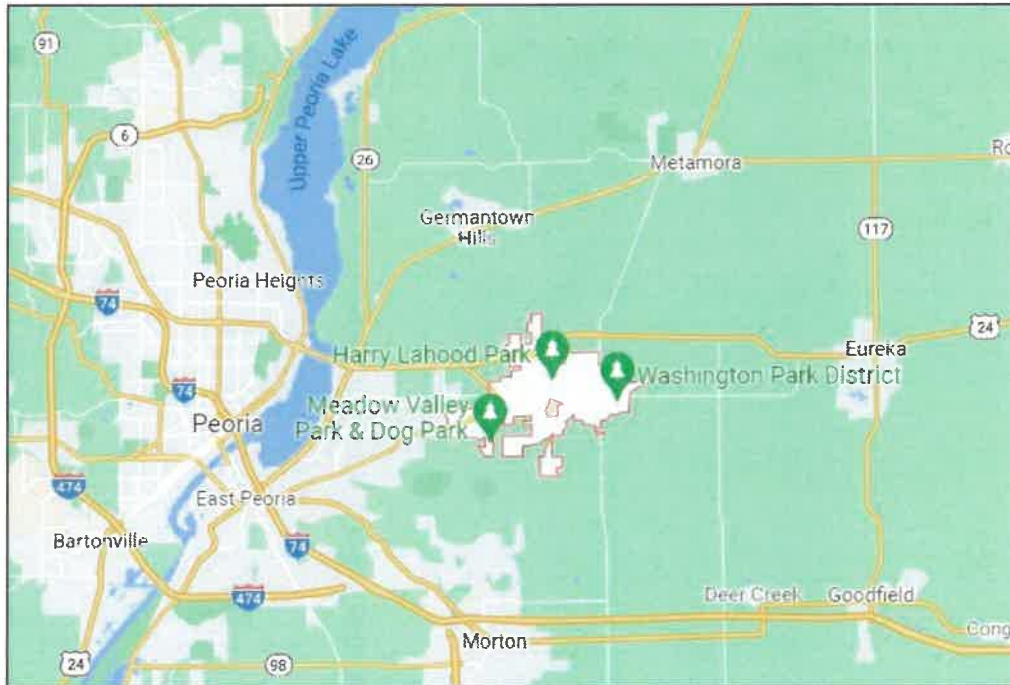 91
6
Upper Peoria Lake
26
Metamora
Ro
Germantown
Hills
117
Peoria Heights
74
24
Harry Lahood Park
Eureka
Washington Park District
74
Meadow Valley
Park & Dog Park
Peoria
474
East Peoria
Bartonville
74
474
Deer Creek
Goodfield
Cong
Morton
24
98